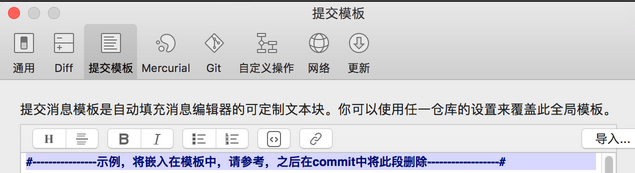 提交模板
通用 Diff 提交模板 Mercurial Git 自定义操作 网络 更新
提交消息模板是自动填充消息编辑器的可定制文本块。你可以使用任一仓库的设置来覆盖此全局模板。
H B I 导入...
#----------------示例，将嵌入在模板中，请参考，之后在commit中将此段删除------------------#